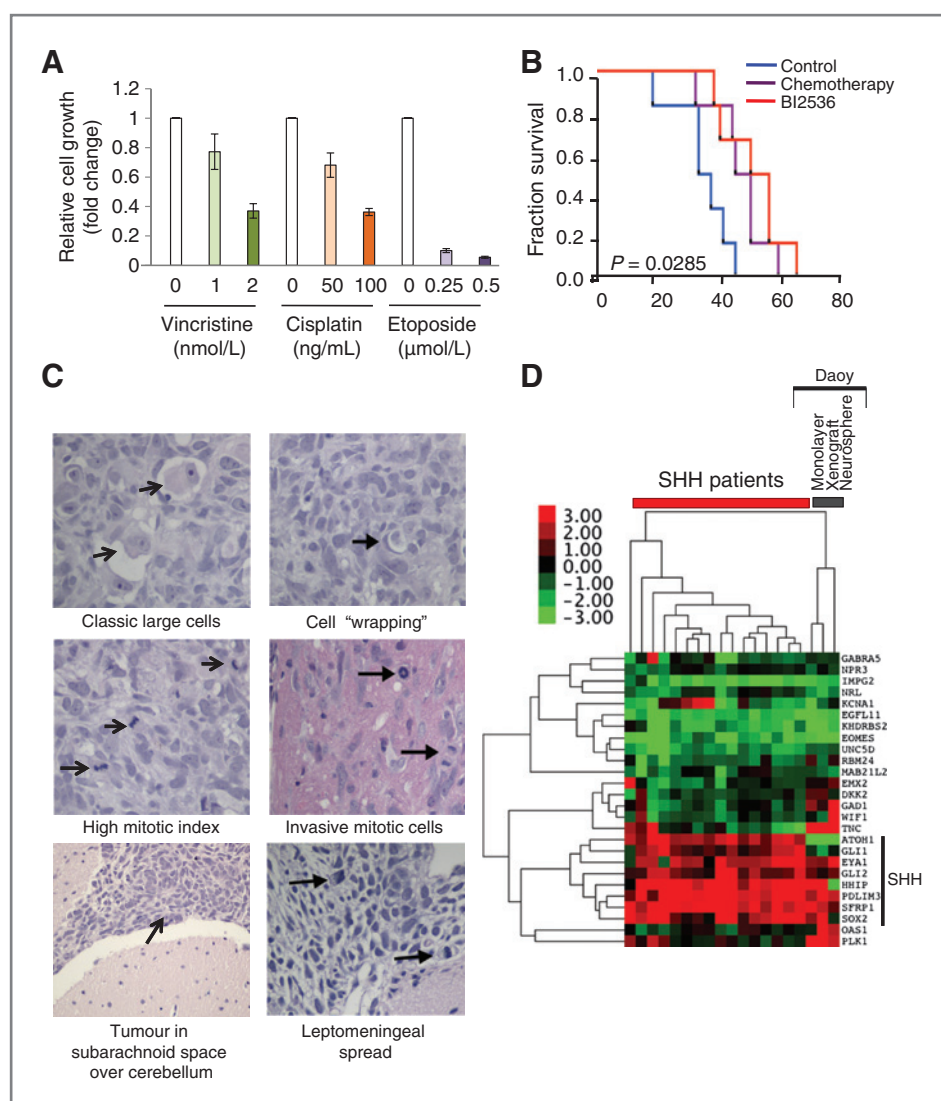 A
Relative cell growth
(fold change)
1.2
1
0.8
0.6
0.4
0.2
0
0 1 2 0 50 100 0 0.25 0.5
Vincristine
(nmol/L)
Cisplatin
(ng/mL)
Etoposide
(µmol/L)
B
Control
Chemotherapy
BI2536
Fraction survival
1.0
0.8
0.6
0.4
0.2
0.0
P = 0.0285
0 20 40 60 80
C
Classic large cells
Cell "wrapping"
High mitotic index
Invasive mitotic cells
Tumour in
subarachnoid space
over cerebellum
Leptomeningeal
spread
D
Daoy
Monolayer
Xenograft
Neurosphere
SHH patients
3.00
2.00
1.00
0.00
-1.00
-2.00
-3.00
GABRA5
NPR3
IMPG2
NRL
KCNA1
EGFL11
KHDRBS2
EOMES
UNC5D
RBM24
MAB21L2
EMX2
DKK2
GAD1
WIF1
TNC
ATOH1
GLI1
EYA1
GLI2
HHIP
PDLIM3
SFRP1
SOX2
OAS1
PLK1
SHH